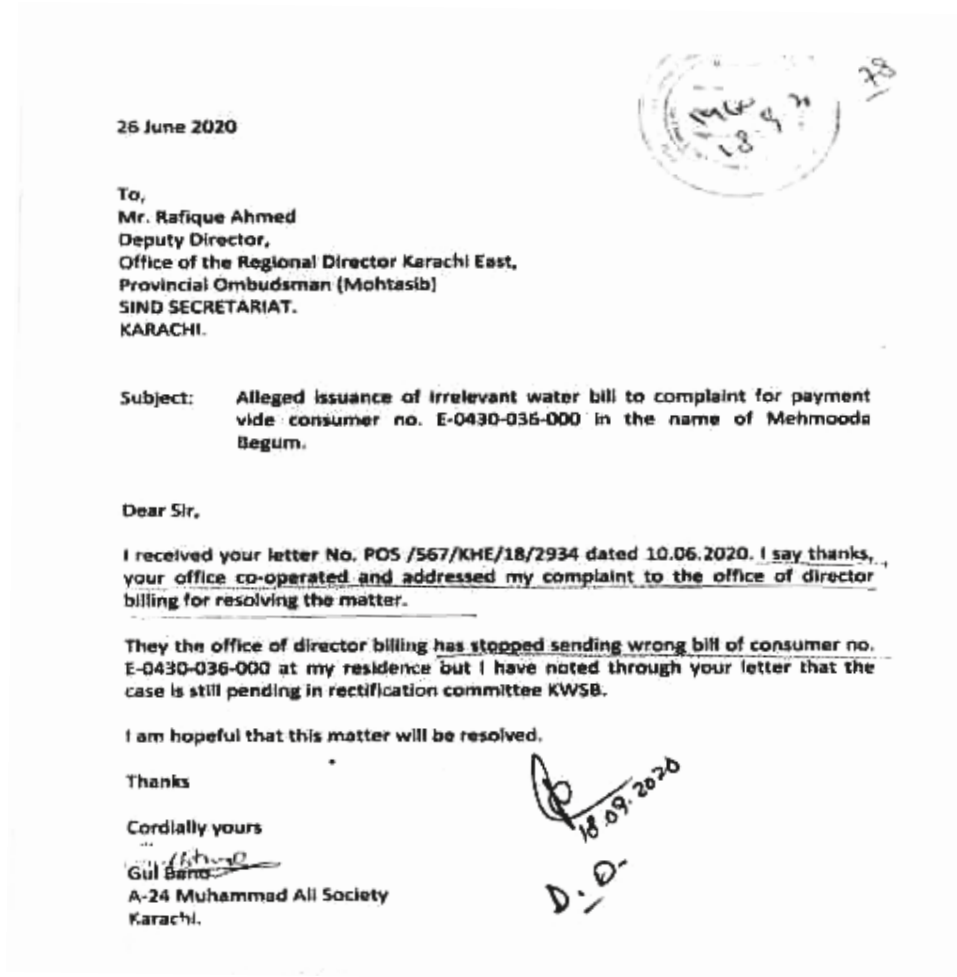 78
18.9.20
26 June 2020
To,
Mr. Rafique Ahmed
Deputy Director,
Office of the Regional Director Karachi East,
Provincial Ombudsman (Mohtasib)
SIND SECRETARIAT.
KARACHI.
Subject: Alleged issuance of irrelevant water bill to complaint for payment
vide consumer no. E-0430-036-000 in the name of Mehmooda
Begum.
Dear Sir,
I received your letter No. POS /567/KHE/18/2934 dated 10.06.2020. I say thanks,
your office co-operated and addressed my complaint to the office of director
billing for resolving the matter.
They the office of director billing has stopped sending wrong bill of consumer no.
E-0430-036-000 at my residence but I have noted through your letter that the
case is still pending in rectification committee KWSB.
I am hopeful that this matter will be resolved.
Thanks
18.09.2020
Cordially yours
Gul Bano
D.D-
A-24 Muhammad Ali Society
Karachi.